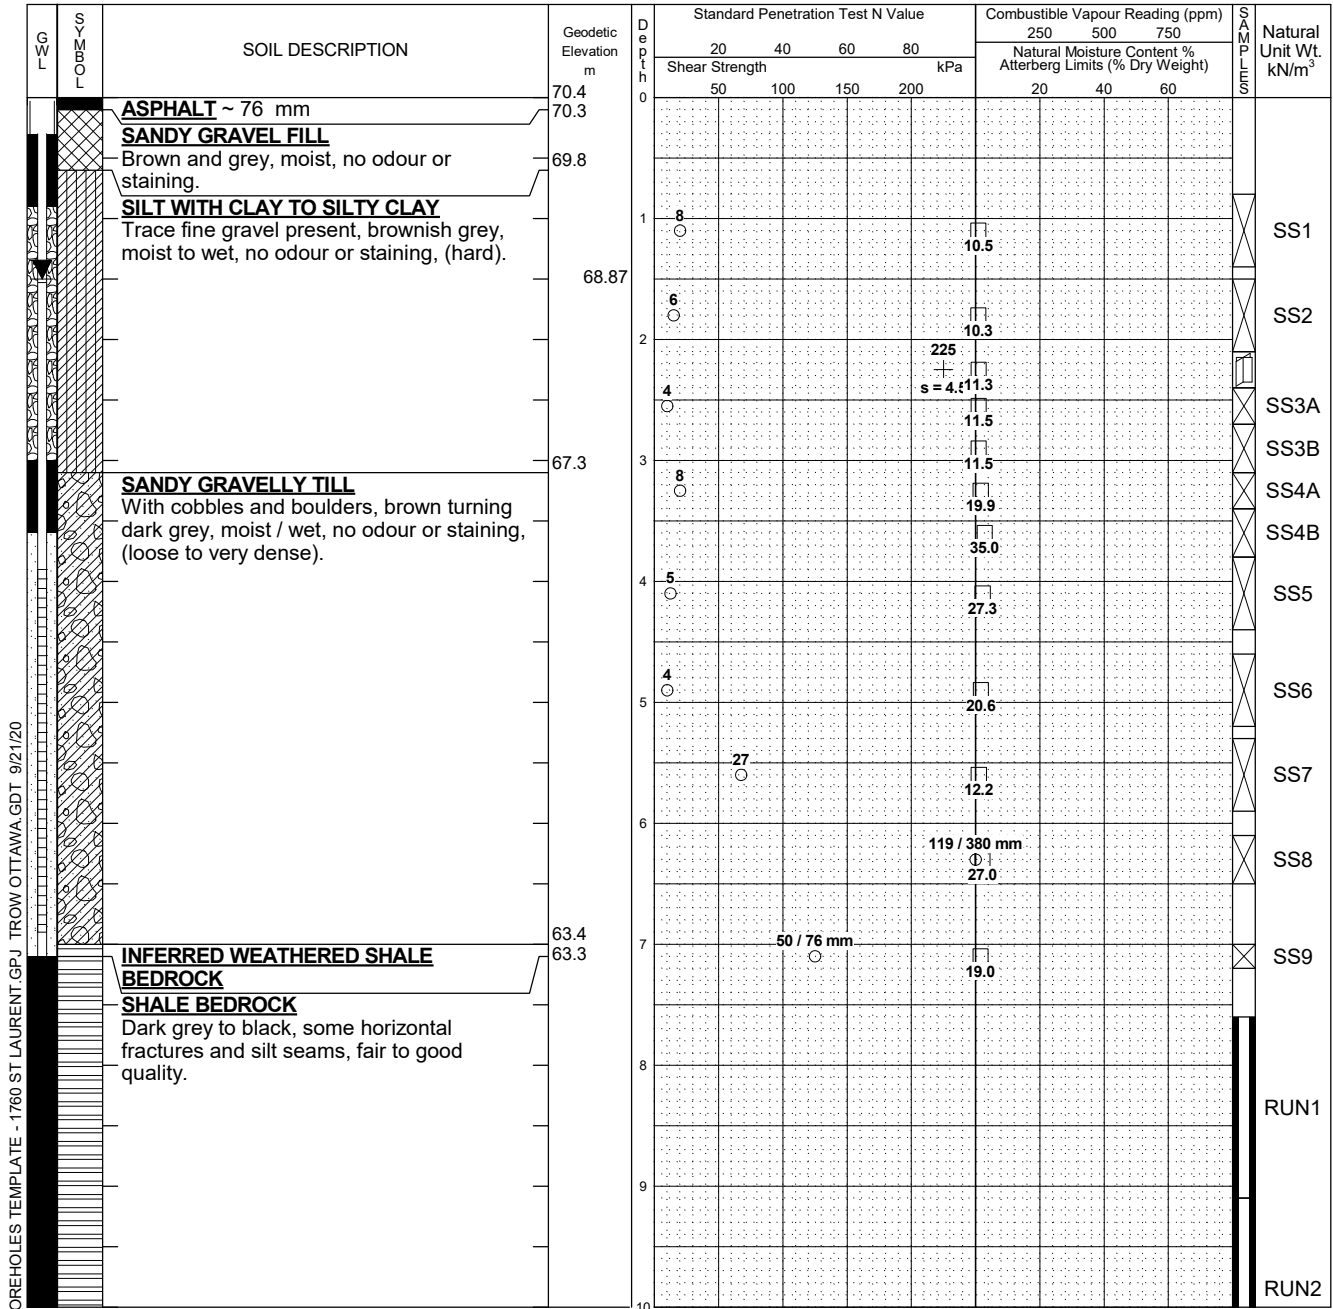 GWL
SYMBOL
SOIL DESCRIPTION
Geodetic
Elevation
m
Depth
Standard Penetration Test N Value
20 40 60 80
Shear Strength kPa
50 100 150 200
Combustible Vapour Reading (ppm)
250 500 750
Natural Moisture Content %
Atterberg Limits (% Dry Weight)
20 40 60
SAMPLES
Natural
Unit Wt.
kN/m³
70.4
0
ASPHALT ~ 76 mm
70.3
SANDY GRAVEL FILL
Brown and grey, moist, no odour or
69.8
staining.
SILT WITH CLAY TO SILTY CLAY
Trace fine gravel present, brownish grey,
moist to wet, no odour or staining, (hard).
68.87
1
8
10.5
SS1
6
10.3
SS2
2
225
s = 4.5
11.3
4
11.5
SS3A
11.5
SS3B
67.3
3
SANDY GRAVELLY TILL
With cobbles and boulders, brown turning
dark grey, moist / wet, no odour or staining,
(loose to very dense).
8
19.9
SS4A
35.0
SS4B
4
5
27.3
SS5
4
20.6
SS6
5
27
12.2
SS7
6
119 / 380 mm
27.0
SS8
63.4
7
50 / 76 mm
INFERRED WEATHERED SHALE
63.3
BEDROCK
19.0
SS9
SHALE BEDROCK
Dark grey to black, some horizontal
fractures and silt seams, fair to good
quality.
8
RUN1
9
RUN2
10
OREHOLES TEMPLATE - 1760 ST LAURENT.GPJ TROW OTTAWA.GDT 9/21/20